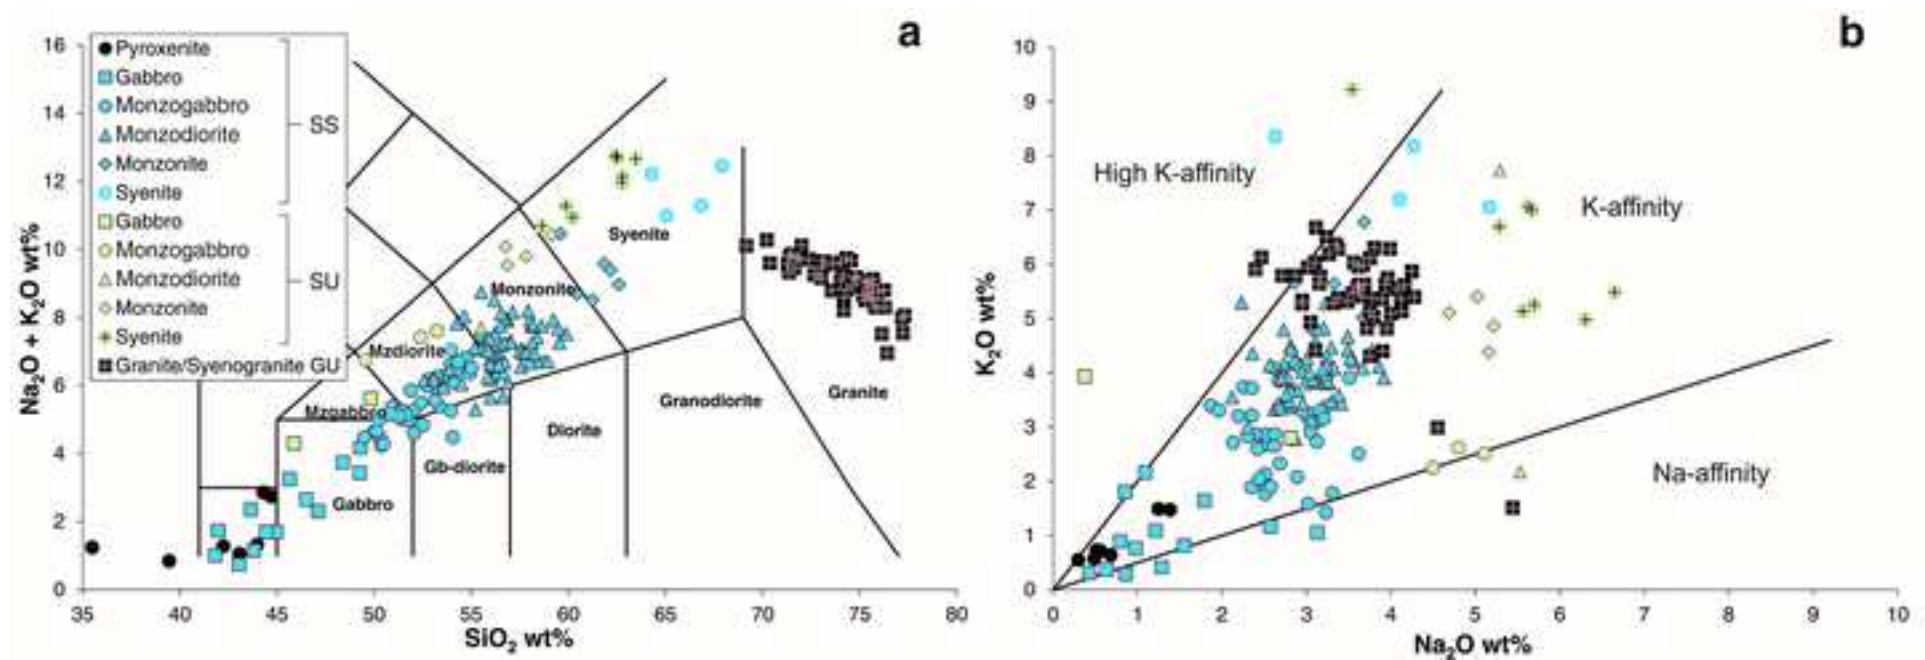 a
16
14
12
10
8
6
4
2
0
Na₂O + K₂O wt%
Pyroxenite
Gabbro
Monzogabbro
Monzodiorite
Monzonite
Syenite
SS
Gabbro
Monzogabbro
Monzodiorite
Monzonite
Syenite
SU
Granite/Syenogranite GU
Syenite
Monzonite
Mzdiorite
Mzgabbro
Gabbro
Gb-diorite
Diorite
Granodiorite
Granite
35 40 45 50 55 60 65 70 75 80
SiO₂ wt%
b
10
9
8
7
6
5
4
3
2
1
0
K₂O wt%
High K-affinity
K-affinity
Na-affinity
0 1 2 3 4 5 6 7 8 9 10
Na₂O wt%